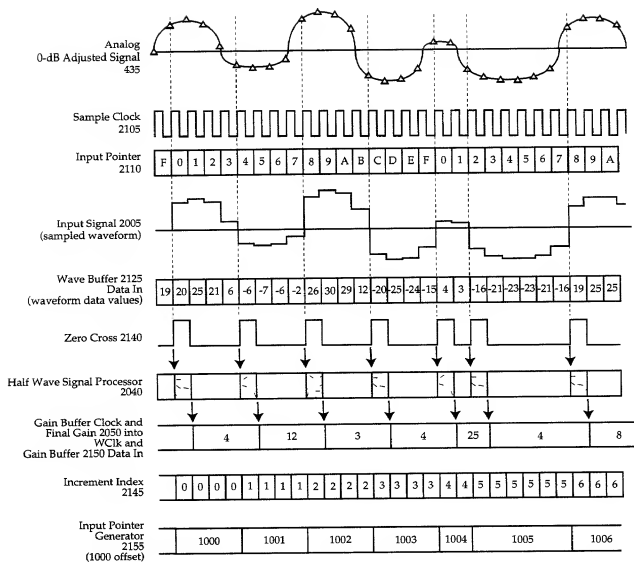 Analog
0-dB Adjusted Signal
435
Sample Clock
2105
Input Pointer
2110
F 0 1 2 3 4 5 6 7 8 9 A B C D E F 0 1 2 3 4 5 6 7 8 9 A
Input Signal 2005
(sampled waveform)
Wave Buffer 2125
Data In
(waveform data values)
19 20 25 21 6 -6 -7 -6 -2 26 30 29 12 -20 -25 -24 -15 4 3 -16 -21 -23 -23 -21 -16 19 25 25
Zero Cross 2140
Half Wave Signal Processor
2040
Gain Buffer Clock and
Final Gain 2050 into
WClk and
Gain Buffer 2150 Data In
4 12 3 4 25 4 8
Increment Index
2145
0 0 0 0 1 1 1 1 2 2 2 2 3 3 3 3 4 4 5 5 5 5 5 5 6 6 6
Input Pointer
Generator
2155
(1000 offset)
1000 1001 1002 1003 1004 1005 1006